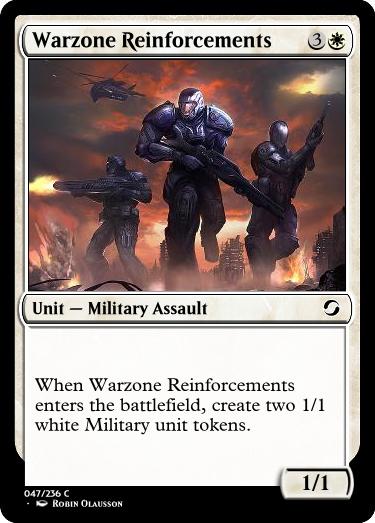 Warzone Reinforcements 3
Unit — Military Assault
When Warzone Reinforcements
enters the battlefield, create two 1/1
white Military unit tokens.
1/1
047/236 C
· Robin Olausson